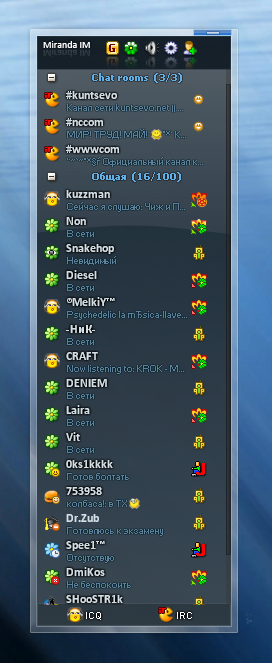 Miranda IM
Chat rooms (3/3)
#kuntsevo
Канал сети kuntsevo.net ||...
#nccom
МИР! ТРУД! МАЙ! К...
#wwwcom
Официальный канал к...
Общая (16/100)
kuzzman
Сейчас я слушаю: Чиж и П...
Non
В сети
Snakehop
Невидимый
Diesel
В сети
®MelkiY™
Psychedelic la mЂsica-llave...
-HиK-
В сети
CRAFT
Now listening to: KROK - M...
DENIEM
В сети
Laira
В сети
Vit
В сети
0ks1kkkk
Готов болтать
753958
колбаса!: в ТХ
Dr.Zub
Готовлюсь к экзамену
Spee1™
Отсутствую
DmiKos
Не беспокоить
SHooSTR1k
ICQ
IRC